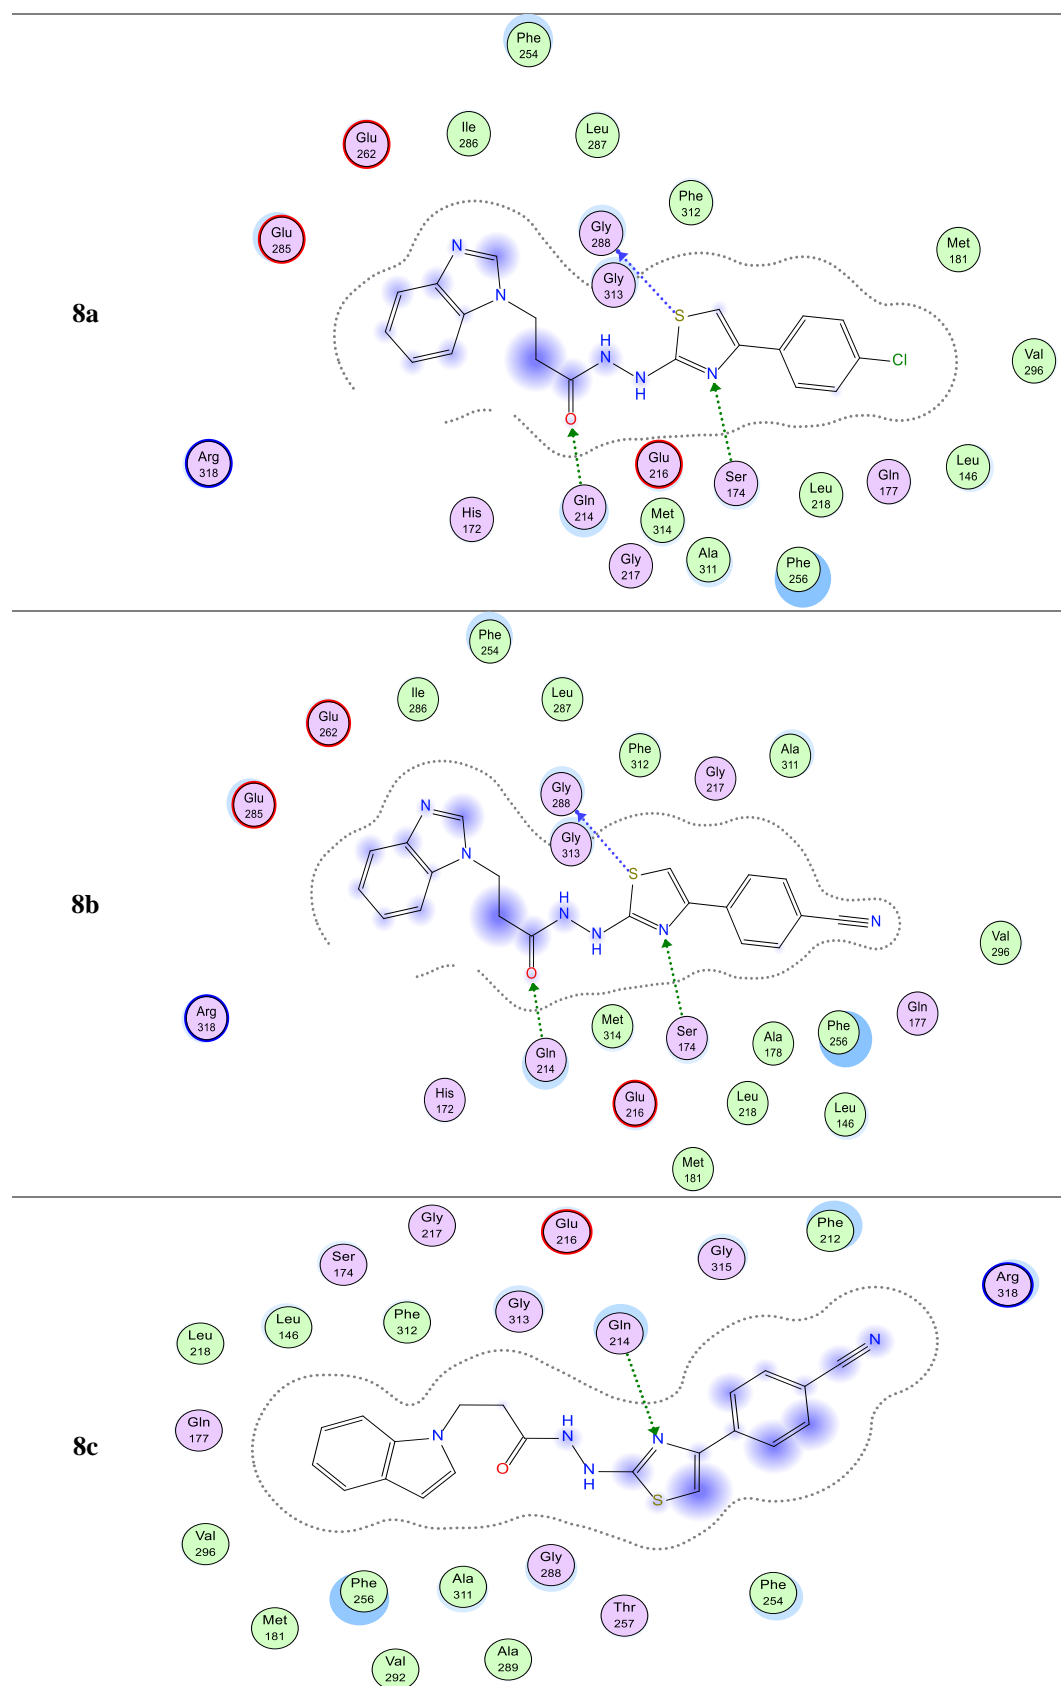 Phe
254
Ile
286
Leu
287
Glu
262
Phe
312
Gly
288
Glu
285
Met
181
Gly
313
N
N
S
8a
H
N
N
H
N
Cl
Val
296
O
Arg
318
Glu
216
Ser
174
Gln
177
Leu
146
Leu
218
Gln
214
His
172
Met
314
Gly
217
Ala
311
Phe
256
Phe
254
Ile
286
Leu
287
Glu
262
Phe
312
Gly
217
Ala
311
Glu
285
Gly
288
Gly
313
N
N
S
8b
H
N
N
H
N
N
O
Val
296
Arg
318
Met
314
Ser
174
Ala
178
Phe
256
Gln
177
Gln
214
His
172
Glu
216
Leu
218
Leu
146
Met
181
Gly
217
Glu
216
Phe
212
Ser
174
Gly
315
Arg
318
Leu
218
Leu
146
Phe
312
Gly
313
Gln
214
N
Gln
177
8c
N
H
N
N
H
N
O
S
Val
296
Phe
256
Ala
311
Gly
288
Thr
257
Phe
254
Met
181
Val
292
Ala
289